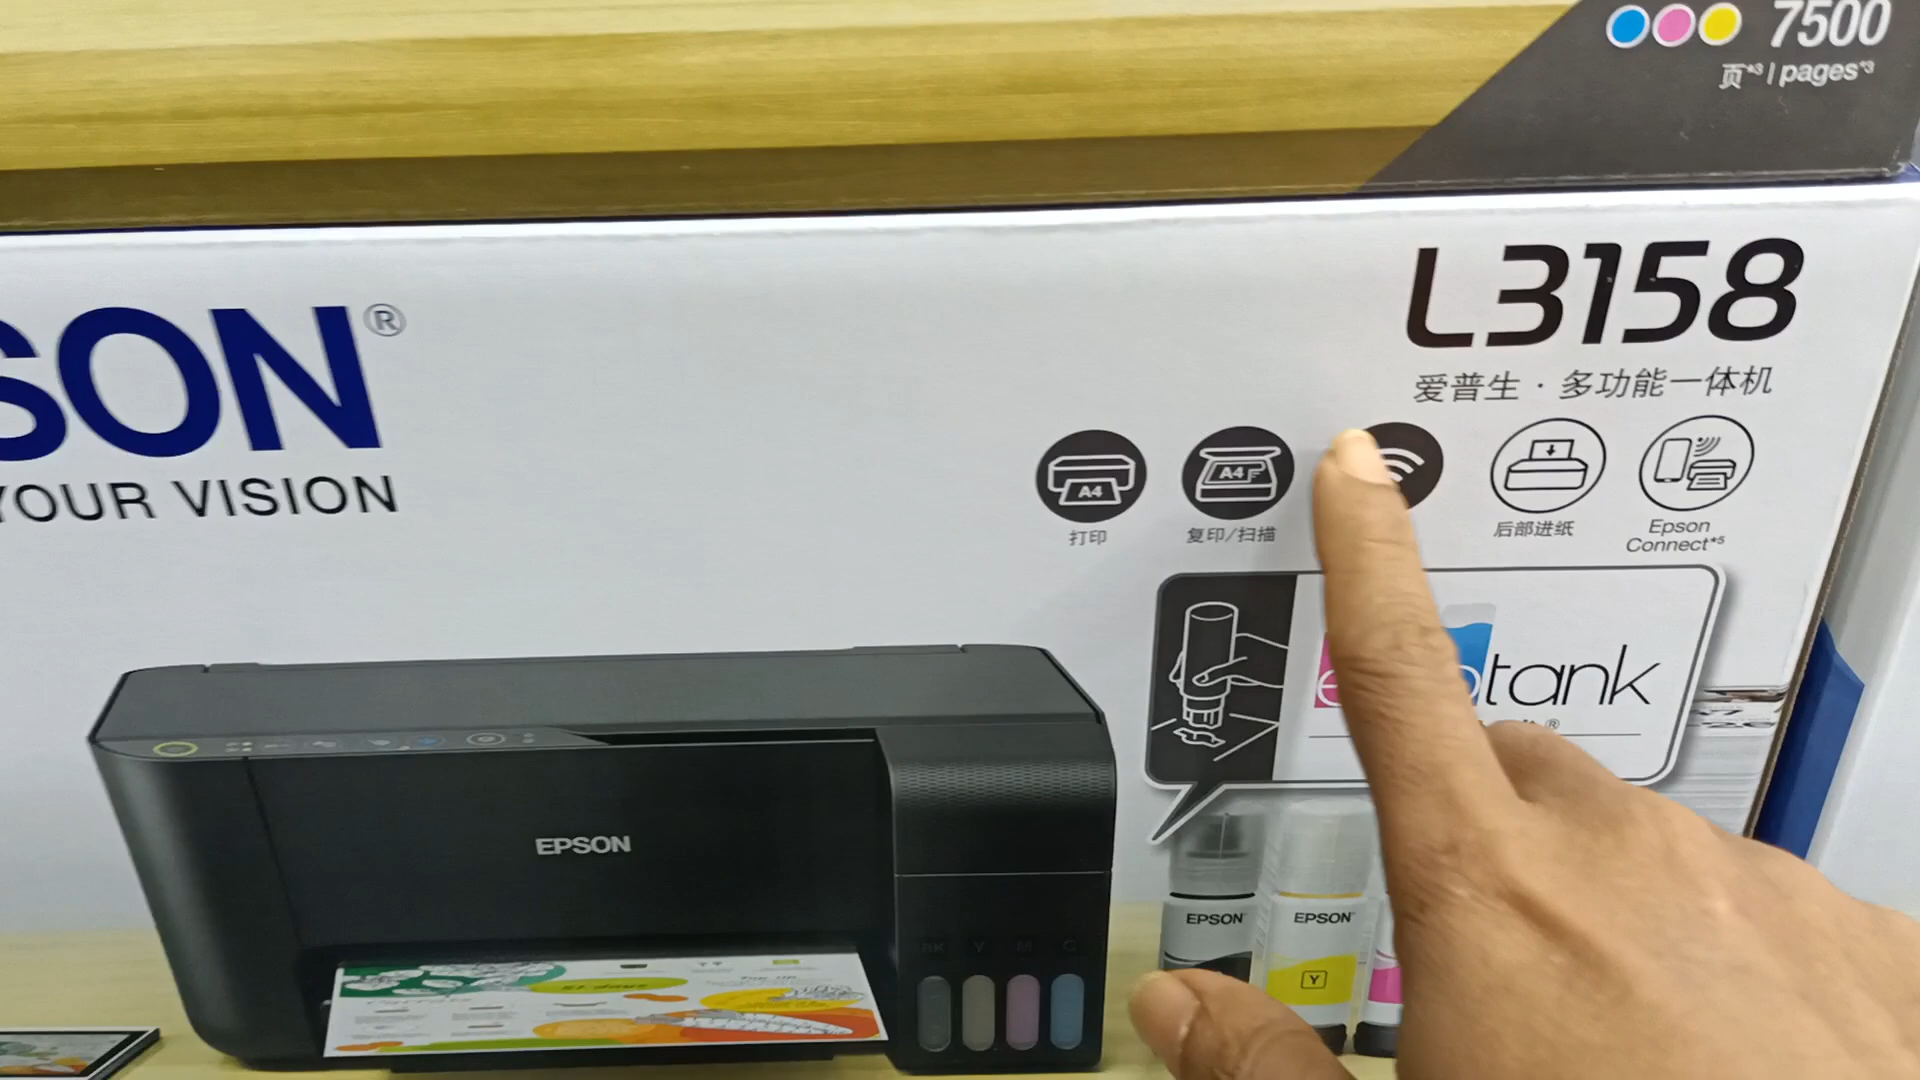 7500
页*3 | pages*3
L3158
爱普生·多功能一体机
SON®
YOUR VISION
A4
A4
打印
复印/扫描
后部进纸
Epson
Connect*5
tank
®
EPSON
BK Y M C
EPSON
EPSON
Y